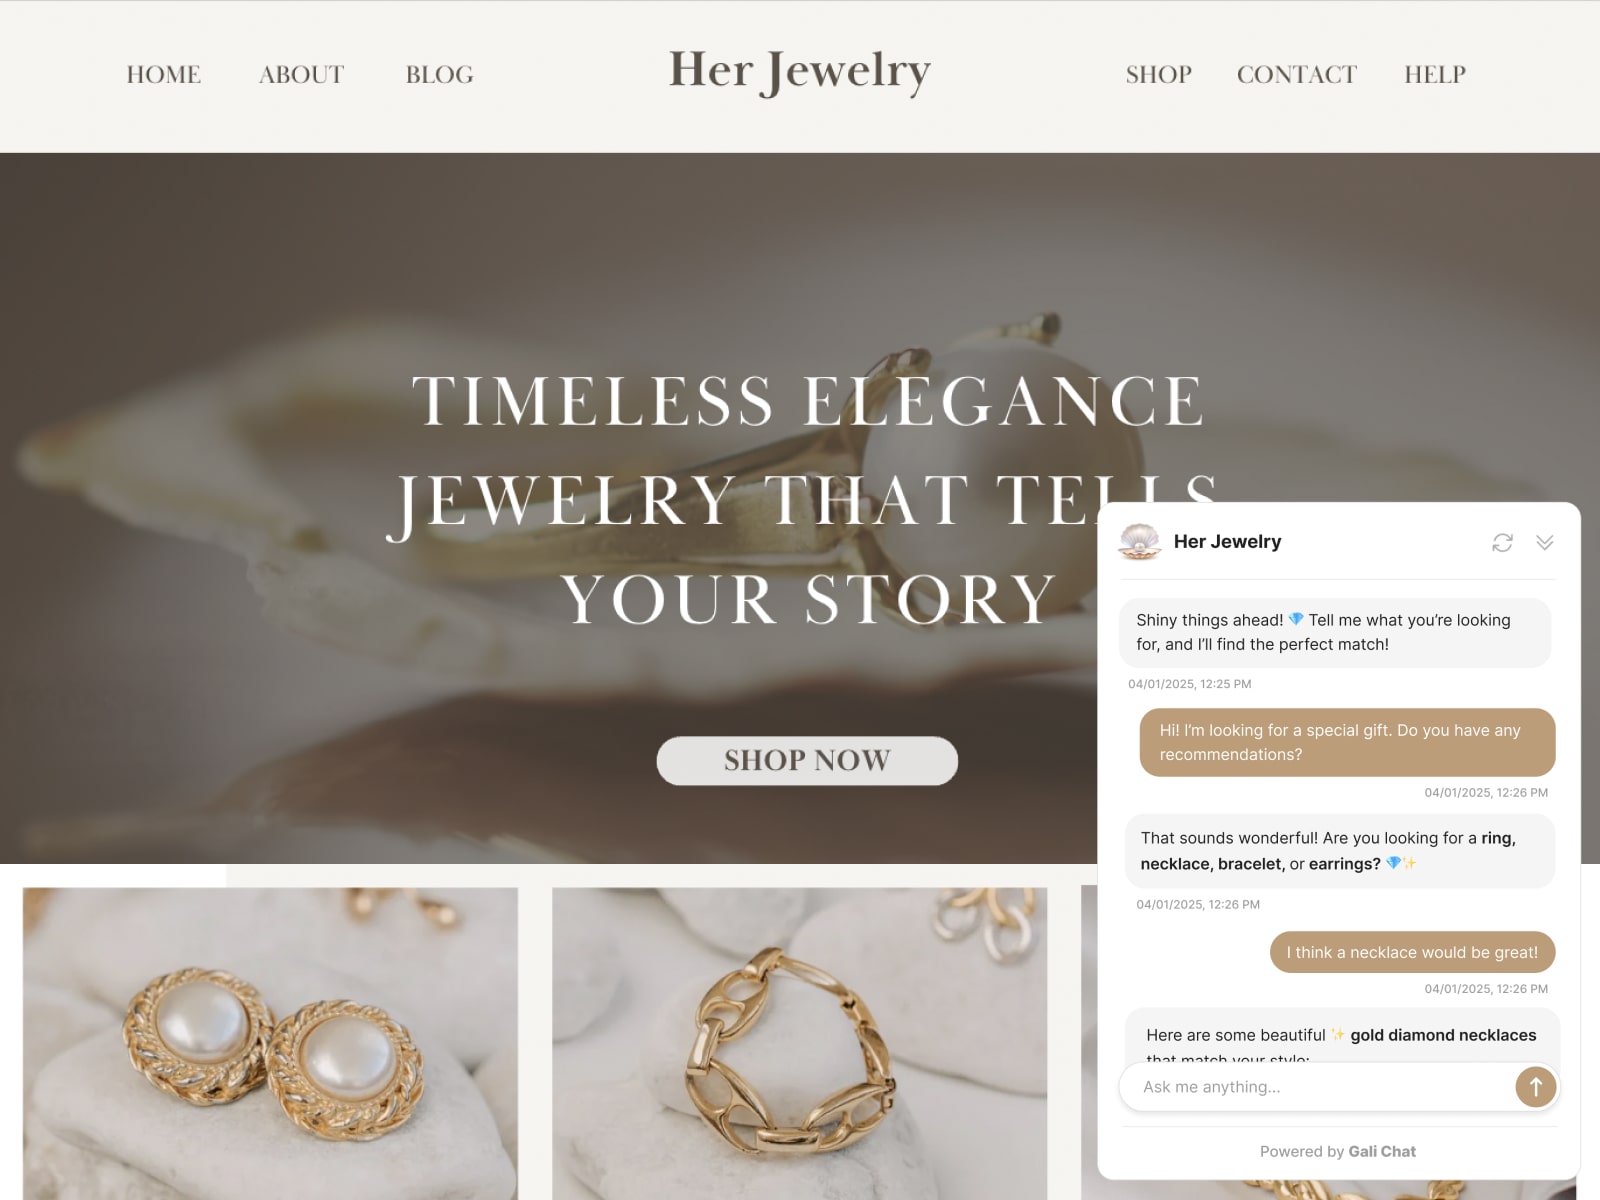 HOME ABOUT BLOG Her Jewelry SHOP CONTACT HELP
TIMELESS ELEGANCE
JEWELRY THAT TELLS
YOUR STORY
SHOP NOW
Her Jewelry
Shiny things ahead! 💎 Tell me what you’re looking
for, and I’ll find the perfect match!
04/01/2025, 12:25 PM
Hi! I’m looking for a special gift. Do you have any
recommendations?
04/01/2025, 12:26 PM
That sounds wonderful! Are you looking for a ring,
necklace, bracelet, or earrings? 💎✨
04/01/2025, 12:26 PM
I think a necklace would be great!
04/01/2025, 12:26 PM
Here are some beautiful ✨ gold diamond necklaces
that match your style:
Ask me anything...
Powered by Gali Chat